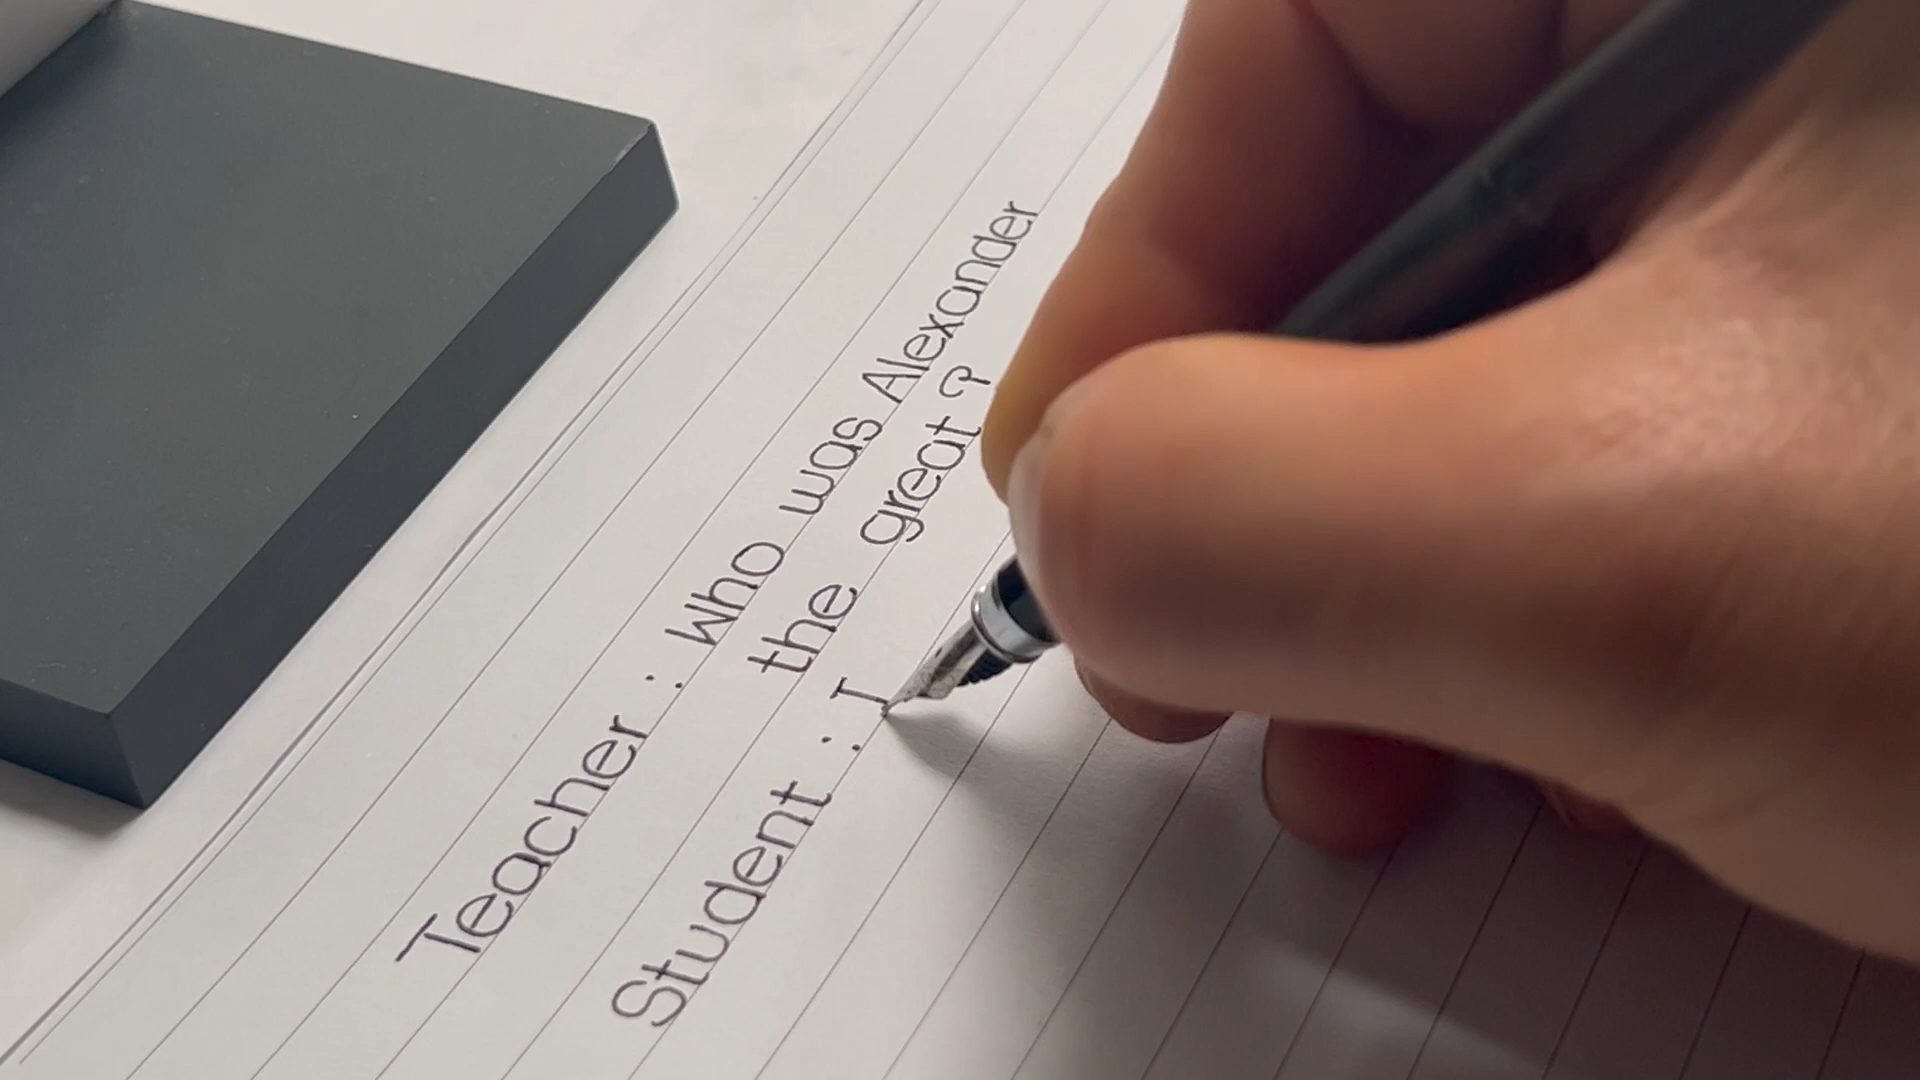 Teacher : Who was Alexander
the great ?
Student : I